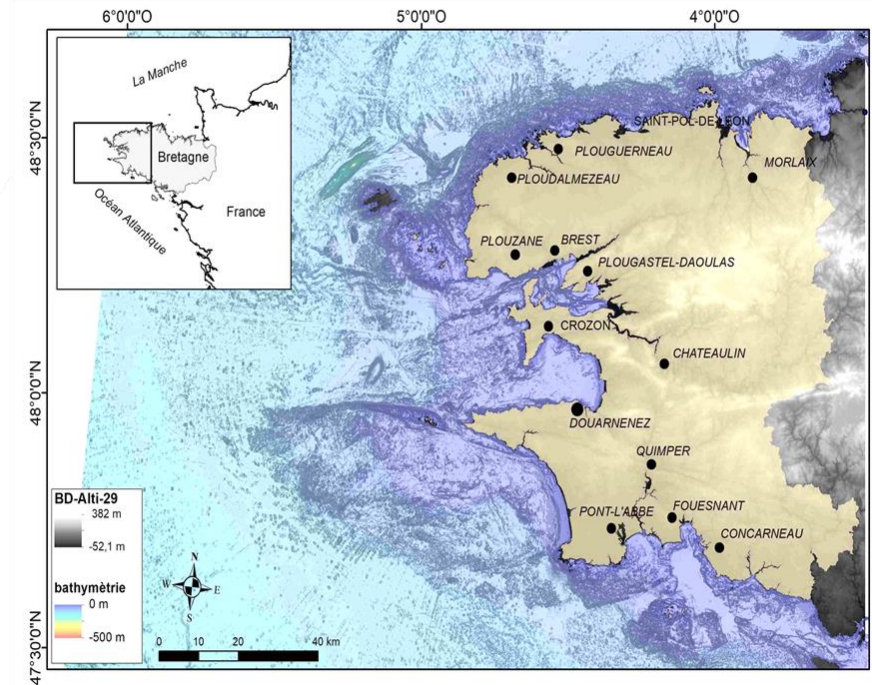 6°0'0"O
5°0'0"O
4°0'0"O
48°30'0"N
48°0'0"N
47°30'0"N
La Manche
Bretagne
France
Océan Atlantique
SAINT-POL-DE-LEON
PLOUGUERNEAU
MORLAIX
PLOUDALMEZEAU
PLOUZANE
BREST
PLOUGASTEL-DAOULAS
CROZON
CHATEAULIN
DOUARNENEZ
QUIMPER
PONT-L'ABBE
FOUESNANT
CONCARNEAU
BD-Alti-29
382 m
-52,1 m
bathymètrie
0 m
-500 m
N
W
E
S
0 10 20 40 km